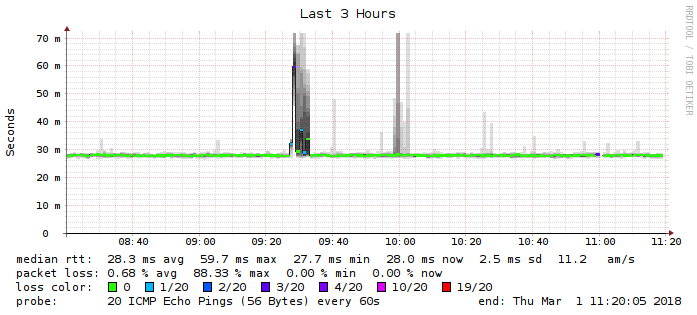 Last 3 Hours
RRDTOOL / TOBI OETIKER
Seconds
70 m
60 m
50 m
40 m
30 m
20 m
10 m
0
08:40 09:00 09:20 09:40 10:00 10:20 10:40 11:00 11:20
median rtt: 28.3 ms avg 59.7 ms max 27.7 ms min 28.0 ms now 2.5 ms sd 11.2 am/s
packet loss: 0.68 % avg 88.33 % max 0.00 % min 0.00 % now
loss color: 0 1/20 2/20 3/20 4/20 10/20 19/20
probe: 20 ICMP Echo Pings (56 Bytes) every 60s end: Thu Mar 1 11:20:05 2018